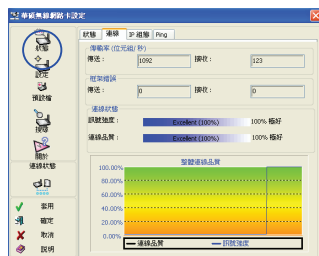 華碩無線網路卡設定
狀態 連線 IP 組態 Ping
狀態
設定
預設檔
搜尋
關於
連線狀態
套用
確定
取消
說明
傳輸率 (位元組/秒)
傳送： 1092 接收： 123
框架錯誤
傳送： 0 接收： 0
連線狀態
訊號強度： Excellent (100%) 100% 極好
連線品質： Excellent (100%) 100% 極好
整體連線品質
100.00%
80.00%
60.00%
40.00%
20.00%
0.00%
連線品質 訊號強度